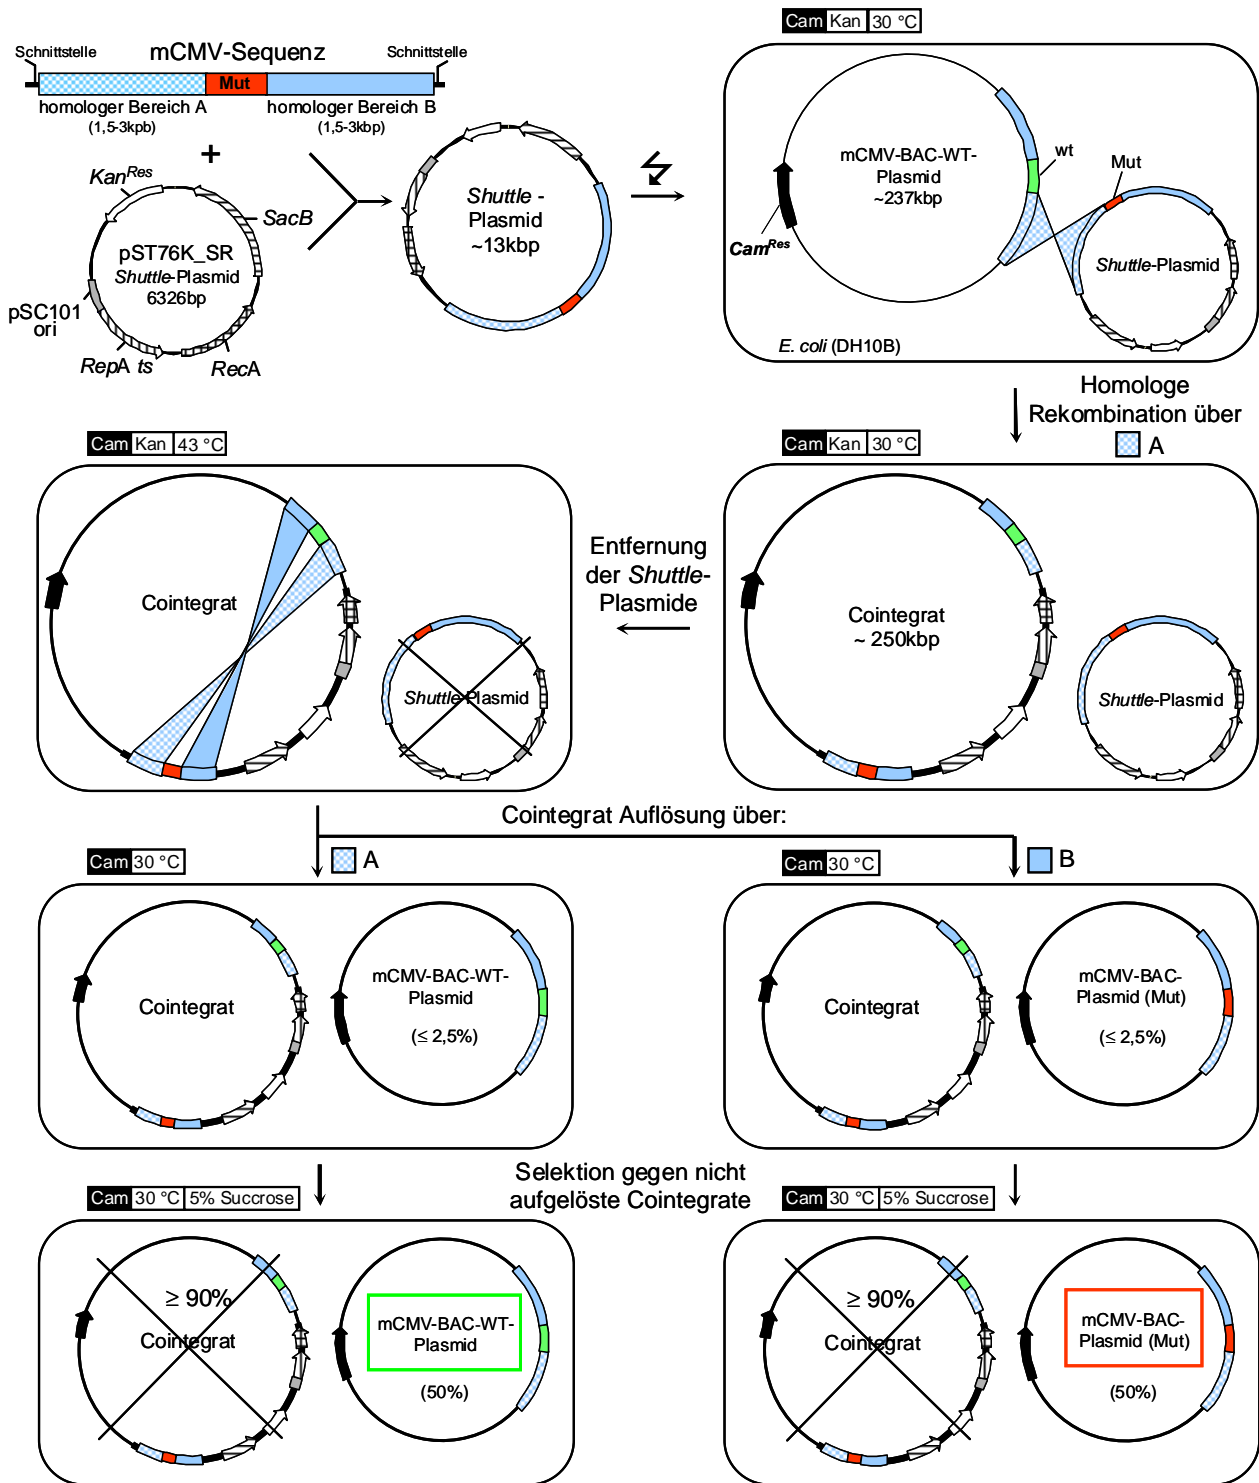 mCMV-Sequenz
Schnittstelle
Schnittstelle
Mut
homologer Bereich A
(1,5-3kpb)
homologer Bereich B
(1,5-3kbp)
+
KanRes
SacB
pST76K_SR
Shuttle-Plasmid
6326bp
pSC101
ori
RepA ts
RecA
Shuttle -
Plasmid
~13kbp
Cam Kan 30 °C
mCMV-BAC-WT-
Plasmid
~237kbp
wt
Mut
CamRes
Shuttle-Plasmid
E. coli (DH10B)
Homologe
Rekombination über
A
Cam Kan 30 °C
Cointegrat
~ 250kbp
Shuttle-Plasmid
Entfernung
der Shuttle-
Plasmide
Cam Kan 43 °C
Cointegrat
Shuttle-Plasmid
Cointegrat Auflösung über:
A
B
Cam 30 °C
Cointegrat
mCMV-BAC-WT-
Plasmid
(≤ 2,5%)
Cam 30 °C
Cointegrat
mCMV-BAC-
Plasmid (Mut)
(≤ 2,5%)
Selektion gegen nicht
aufgelöste Cointegrate
Cam 30 °C 5% Succrose
≥ 90%
Cointegrat
mCMV-BAC-WT-
Plasmid
(50%)
Cam 30 °C 5% Succrose
≥ 90%
Cointegrat
mCMV-BAC-
Plasmid (Mut)
(50%)